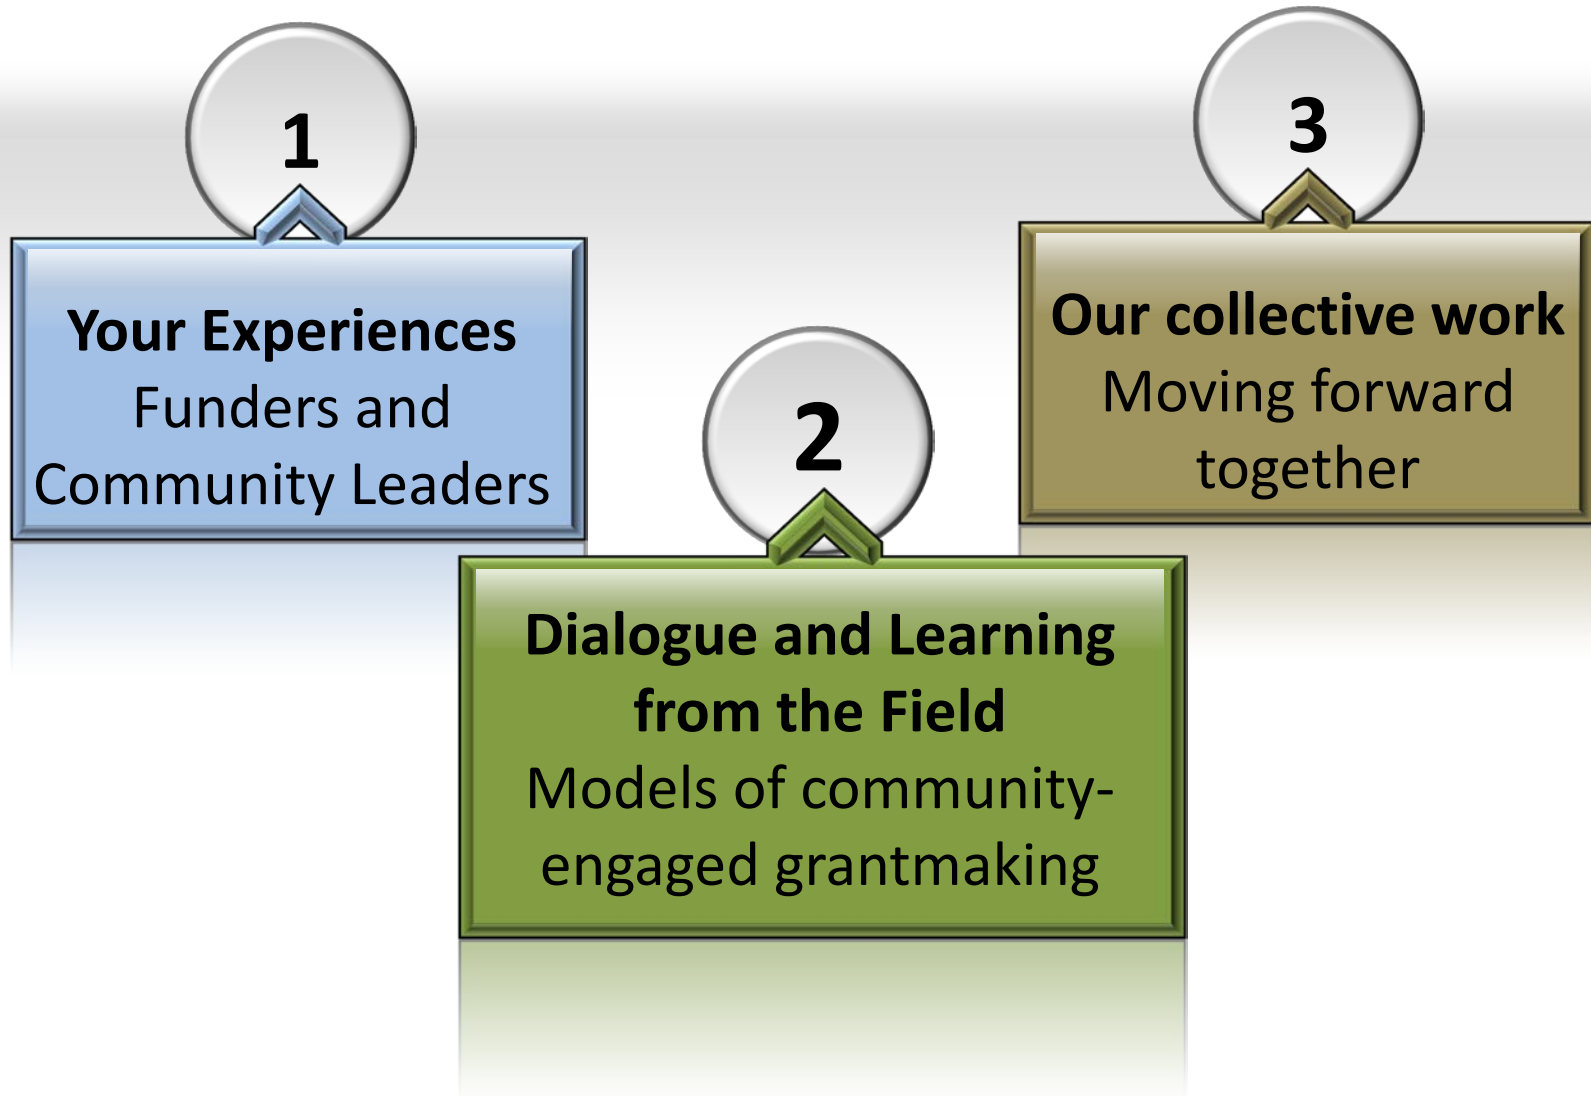 1
Your Experiences
Funders and
Community Leaders
2
Dialogue and Learning
from the Field
Models of community-
engaged grantmaking
3
Our collective work
Moving forward
together